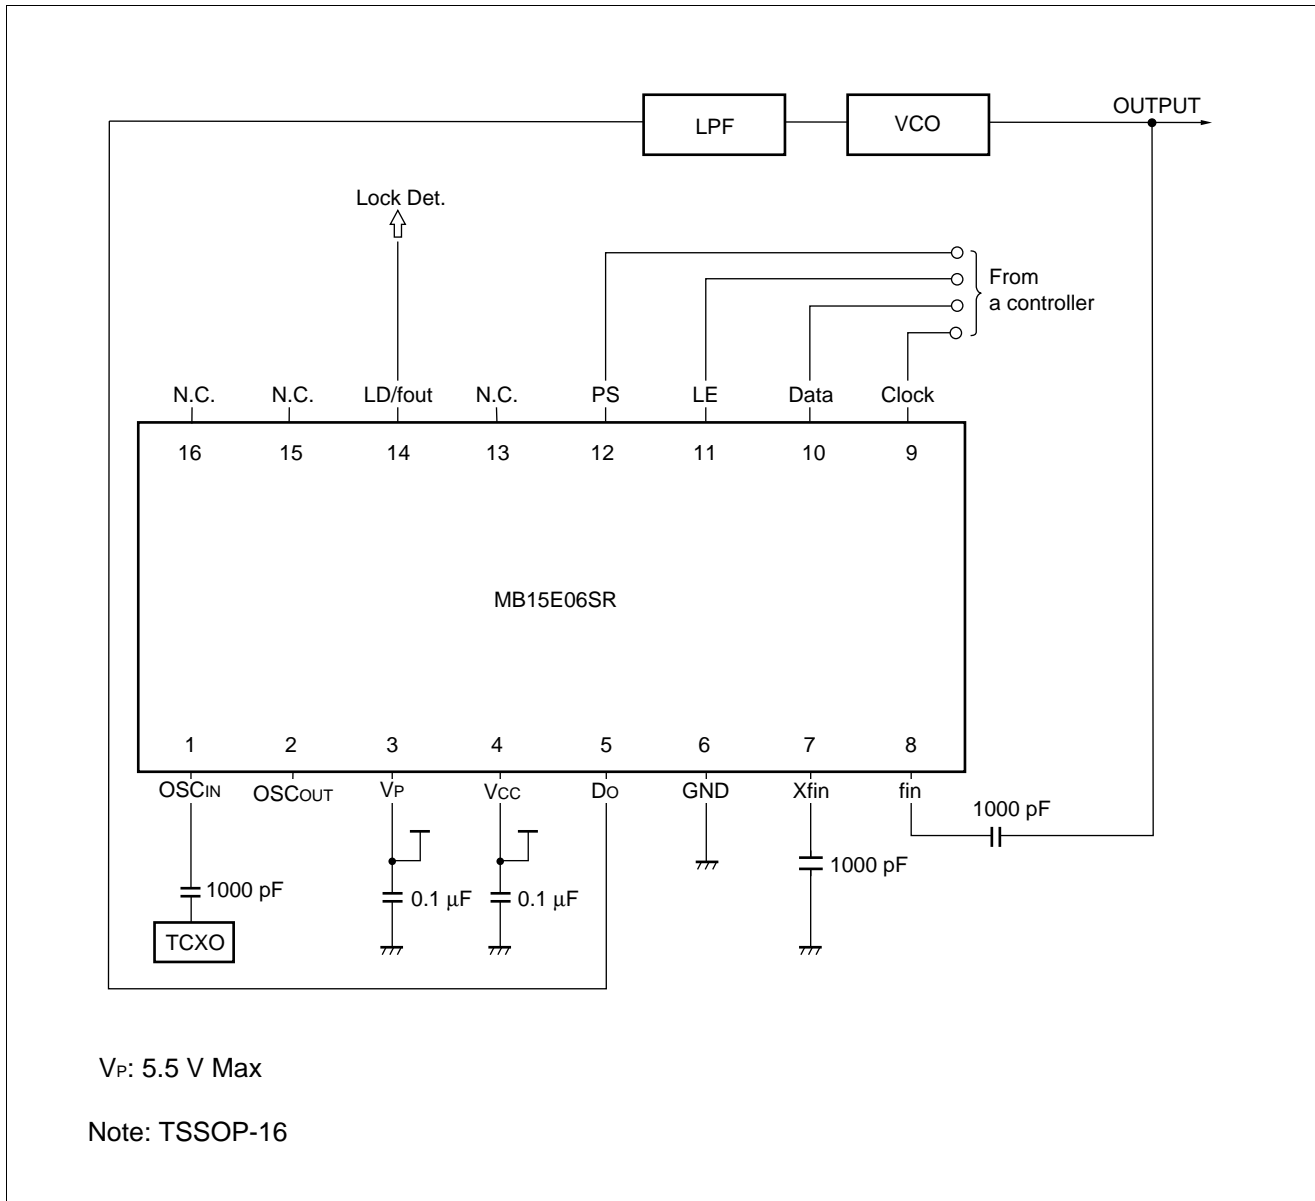 OUTPUT
LPF
VCO
Lock Det.
From
a controller
N.C. N.C. LD/fout N.C. PS LE Data Clock
16 15 14 13 12 11 10 9
MB15E06SR
1 2 3 4 5 6 7 8
OSCIN OSCOUT VP VCC DO GND Xfin fin
1000 pF
1000 pF
1000 pF
0.1 μF
0.1 μF
TCXO
VP: 5.5 V Max
Note: TSSOP-16